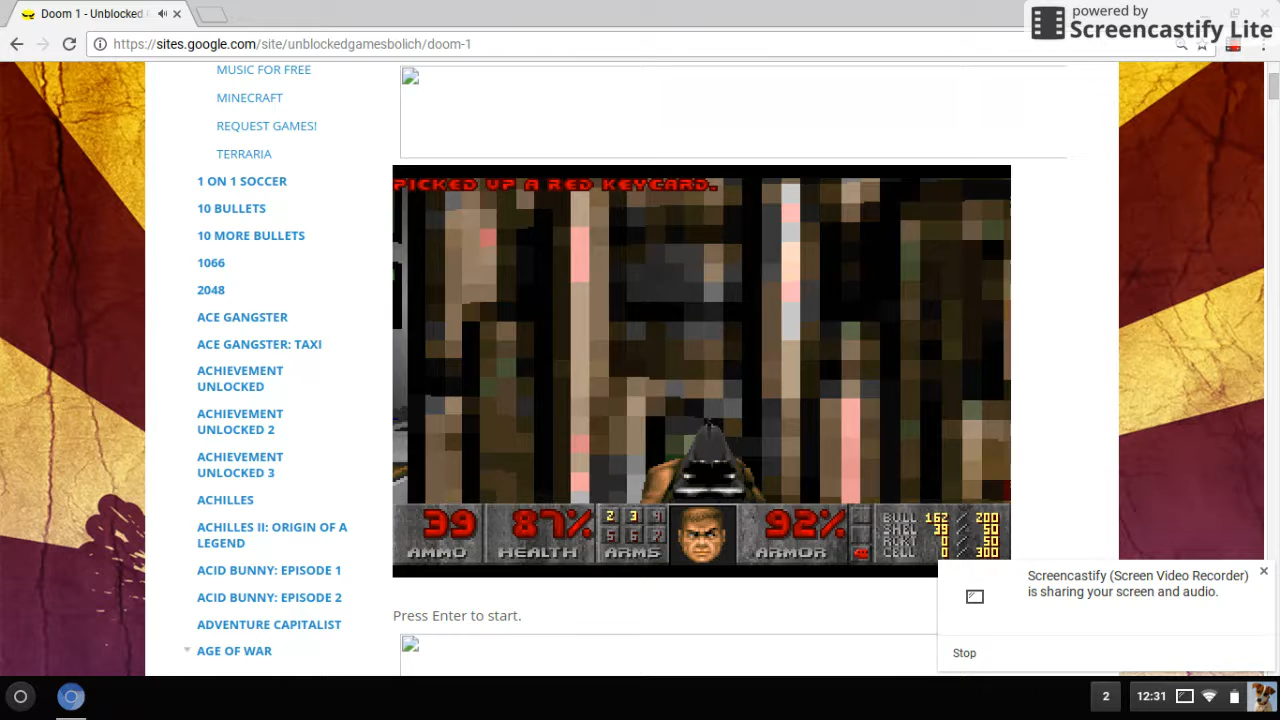 Doom 1 - Unblocked
powered by
Screencastify Lite
https://sites.google.com/site/unblockedgamesbolich/doom-1
MUSIC FOR FREE
MINECRAFT
REQUEST GAMES!
TERRARIA
1 ON 1 SOCCER
10 BULLETS
10 MORE BULLETS
1066
2048
ACE GANGSTER
ACE GANGSTER: TAXI
ACHIEVEMENT
UNLOCKED
ACHIEVEMENT
UNLOCKED 2
ACHIEVEMENT
UNLOCKED 3
ACHILLES
ACHILLES II: ORIGIN OF A
LEGEND
ACID BUNNY: EPISODE 1
ACID BUNNY: EPISODE 2
ADVENTURE CAPITALIST
AGE OF WAR
PICKED UP A RED KEYCARD.
39 87% 2 3 4 92%
5 6 7
AMMO HEALTH ARMS ARMOR
BULL 162 / 200
SHEL 39 / 50
RCKT 0 / 50
CELL 0 / 300
Press Enter to start.
Screencastify (Screen Video Recorder)
is sharing your screen and audio.
Stop
2 12:31